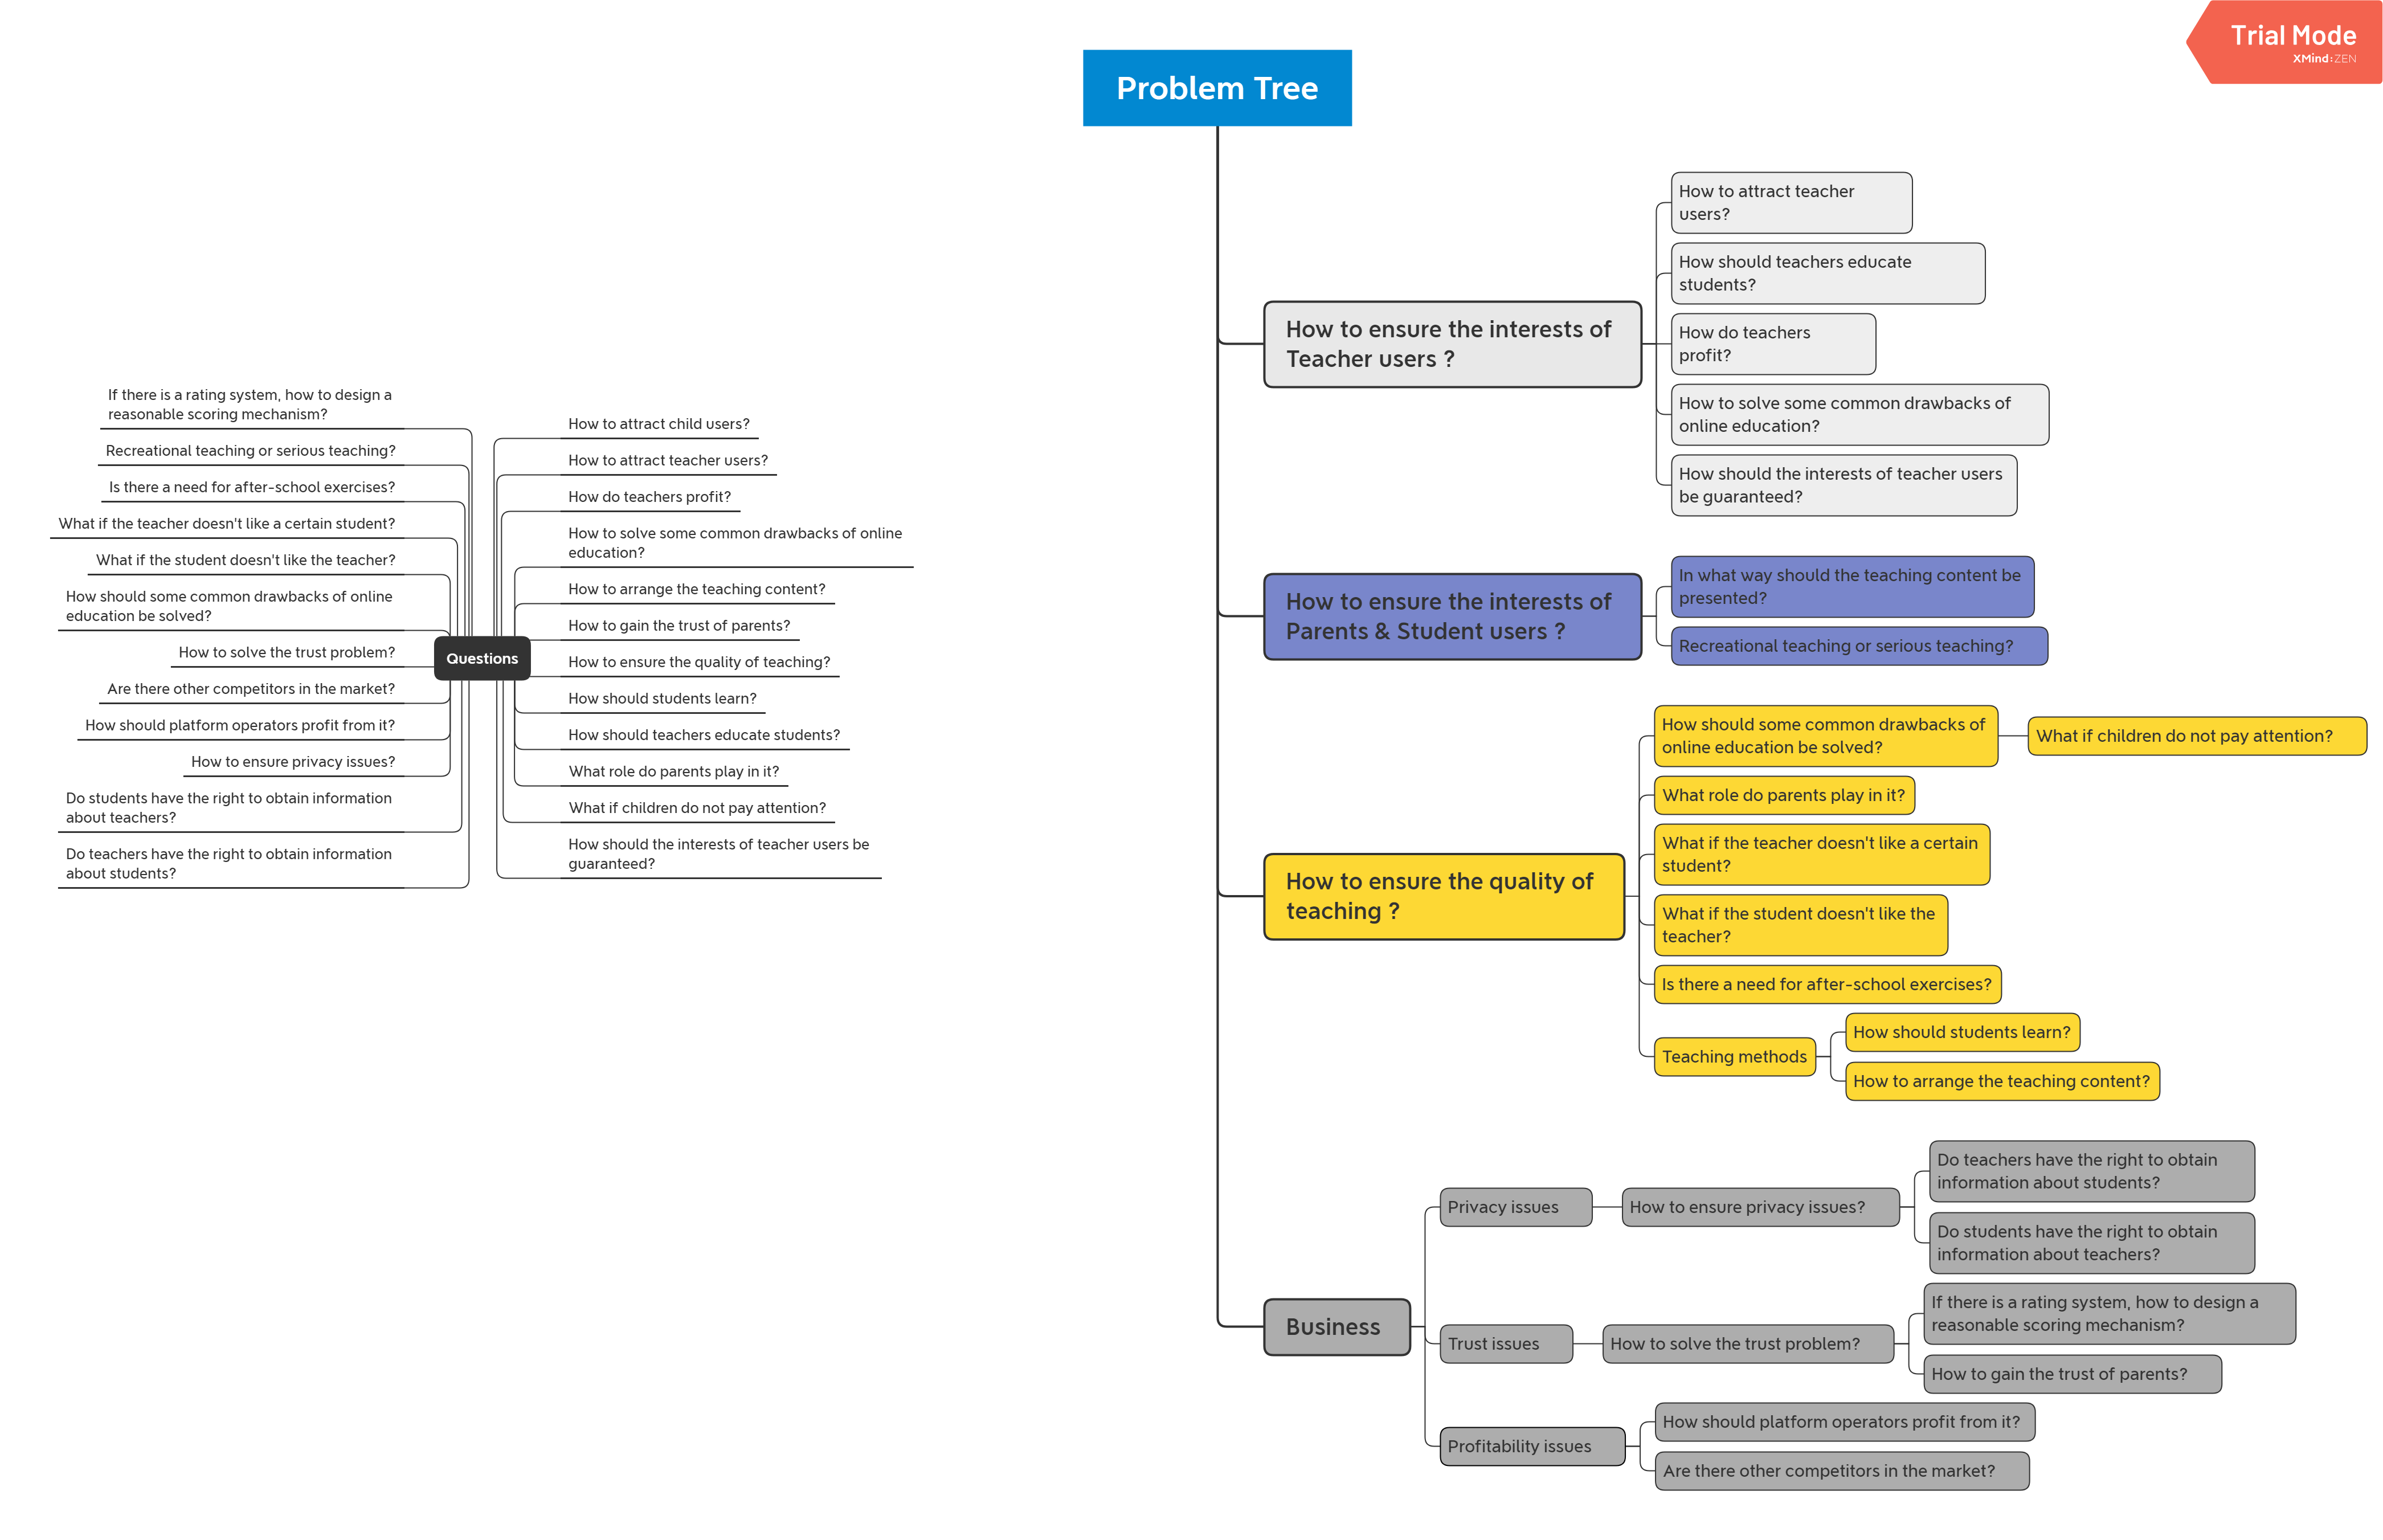 Trial Mode
XMind:ZEN
Problem Tree
If there is a rating system, how to design a
reasonable scoring mechanism?
Recreational teaching or serious teaching?
Is there a need for after-school exercises?
What if the teacher doesn't like a certain student?
What if the student doesn't like the teacher?
How should some common drawbacks of online
education be solved?
How to solve the trust problem?
Are there other competitors in the market?
How should platform operators profit from it?
How to ensure privacy issues?
Do students have the right to obtain information
about teachers?
Do teachers have the right to obtain information
about students?
Questions
How to attract child users?
How to attract teacher users?
How do teachers profit?
How to solve some common drawbacks of online
education?
How to arrange the teaching content?
How to gain the trust of parents?
How to ensure the quality of teaching?
How should students learn?
How should teachers educate students?
What role do parents play in it?
What if children do not pay attention?
How should the interests of teacher users be
guaranteed?
How to ensure the interests of
Teacher users ?
How to attract teacher
users?
How should teachers educate
students?
How do teachers
profit?
How to solve some common drawbacks of
online education?
How should the interests of teacher users
be guaranteed?
How to ensure the interests of
Parents & Student users ?
In what way should the teaching content be
presented?
Recreational teaching or serious teaching?
How to ensure the quality of
teaching ?
How should some common drawbacks of
online education be solved?
What if children do not pay attention?
What role do parents play in it?
What if the teacher doesn't like a certain
student?
What if the student doesn't like the
teacher?
Is there a need for after-school exercises?
Teaching methods
How should students learn?
How to arrange the teaching content?
Business
Privacy issues
How to ensure privacy issues?
Do teachers have the right to obtain
information about students?
Do students have the right to obtain
information about teachers?
Trust issues
How to solve the trust problem?
If there is a rating system, how to design a
reasonable scoring mechanism?
How to gain the trust of parents?
Profitability issues
How should platform operators profit from it?
Are there other competitors in the market?